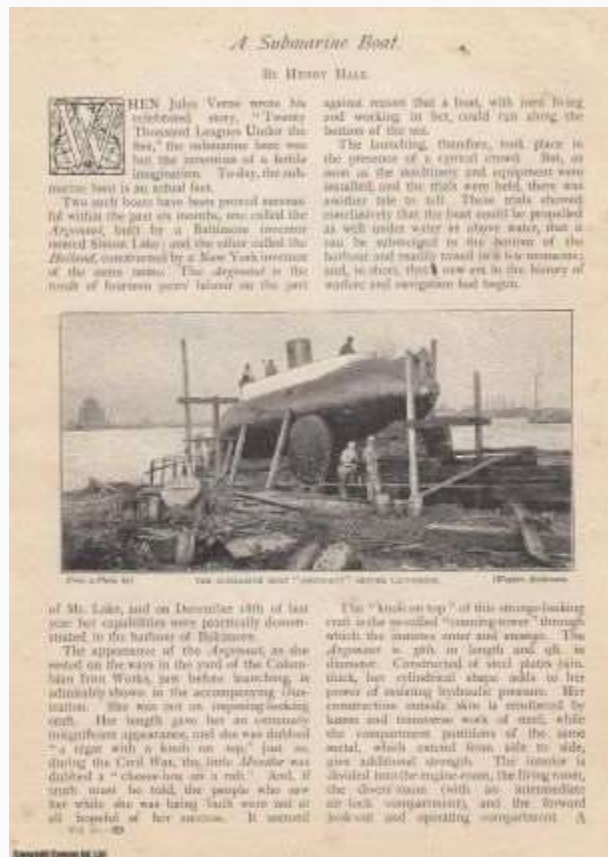 A Submarine Boat
BY HENRY HALE.
WHEN Jules Verne wrote his
celebrated story, "Twenty
Thousand Leagues Under the
Sea," the submarine boat was
but the invention of a fertile
imagination. To-day, the sub-
marine boat is an actual fact.
Two such boats have been proved success-
ful within the past six months, one called the
Argonaut, built by a Baltimore inventor
named Simon Lake; and the other called the
Holland, constructed by a New York inventor
of the same name. The Argonaut is the
result of fourteen years' labour on the part
of Mr. Lake, and on December 16th of last
year her capabilities were practically demon-
strated in the harbour of Baltimore.
The appearance of the Argonaut, as she
rested on the ways in the yard of the Colum-
bian Iron Works, just before launching, is
admirably shown in the accompanying illus-
tration. She was not an imposing-looking
craft. Her length gave her an extremely
insignificant appearance, and she was dubbed
"a cigar with a knob on top," just as,
during the Civil War, the little Monitor was
dubbed a "cheese-box on a raft." And, if
truth must be told, the people who saw
her while she was being built were not at
all hopeful of her success. It seemed
against reason that a boat, with men living
and working in her, could run along the
bottom of the sea.
The launching, therefore, took place in
the presence of a cynical crowd. But, as
soon as the machinery and equipment were
installed, and the trials were held, there was
another tale to tell. These trials showed
conclusively that the boat could be propelled
as well under water as above water, that it
can be submerged to the bottom of the
harbour and readily raised in a few moments;
and, in short, that a new era in the history of
warfare and navigation had begun.
THE SUBMARINE BOAT "ARGONAUT" BEFORE LAUNCHING.
The "knob on top" of this strange-looking
craft is the so-called "conning-tower" through
which the inmates enter and emerge. The
Argonaut is 36ft. in length and 9ft. in
diameter. Constructed of steel plates
thick, her cylindrical shape adds to her
power of resisting hydraulic pressure. Her
construction outside skin is reinforced by
and transverse work of steel, while
the compartment partitions of the same
metal, which extend from side to side,
give additional strength. The interior is
divided into the engine-room, the living-room,
the divers' room (with an intermediate
air-lock compartment), and the forward
look-out and operating compartment. A